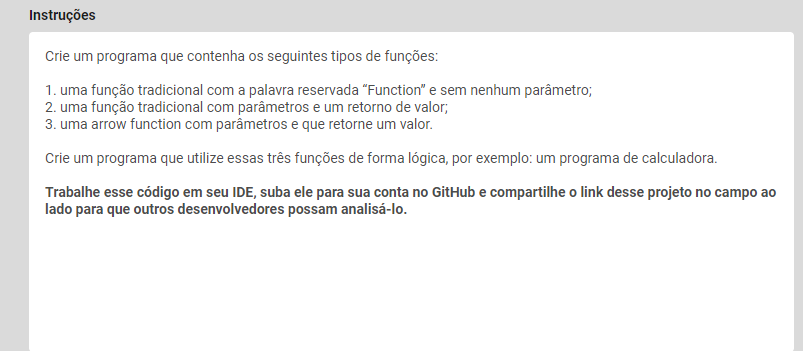 Instruções
Crie um programa que contenha os seguintes tipos de funções:
1. uma função tradicional com a palavra reservada “Function” e sem nenhum parâmetro;
2. uma função tradicional com parâmetros e um retorno de valor;
3. uma arrow function com parâmetros e que retorne um valor.
Crie um programa que utilize essas três funções de forma lógica, por exemplo: um programa de calculadora.
Trabalhe esse código em seu IDE, suba ele para sua conta no GitHub e compartilhe o link desse projeto no campo ao
lado para que outros desenvolvedores possam analisá-lo.